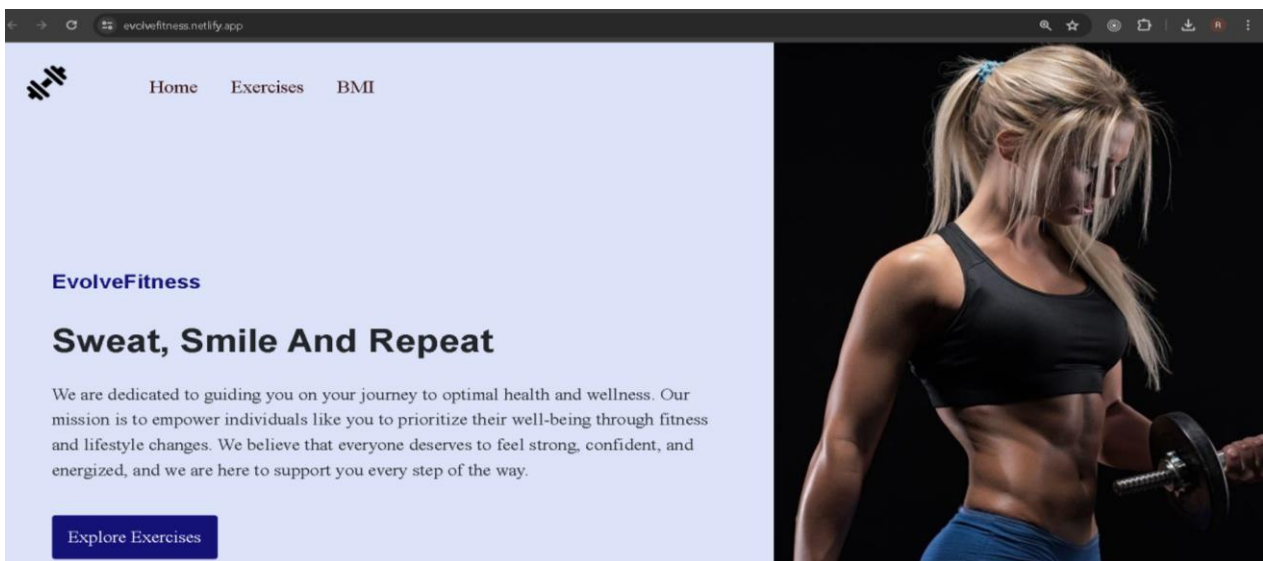 evolvefitness.netlify.app
R
Home Exercises BMI
EvolveFitness
Sweat, Smile And Repeat
We are dedicated to guiding you on your journey to optimal health and wellness. Our
mission is to empower individuals like you to prioritize their well-being through fitness
and lifestyle changes. We believe that everyone deserves to feel strong, confident, and
energized, and we are here to support you every step of the way.
Explore Exercises